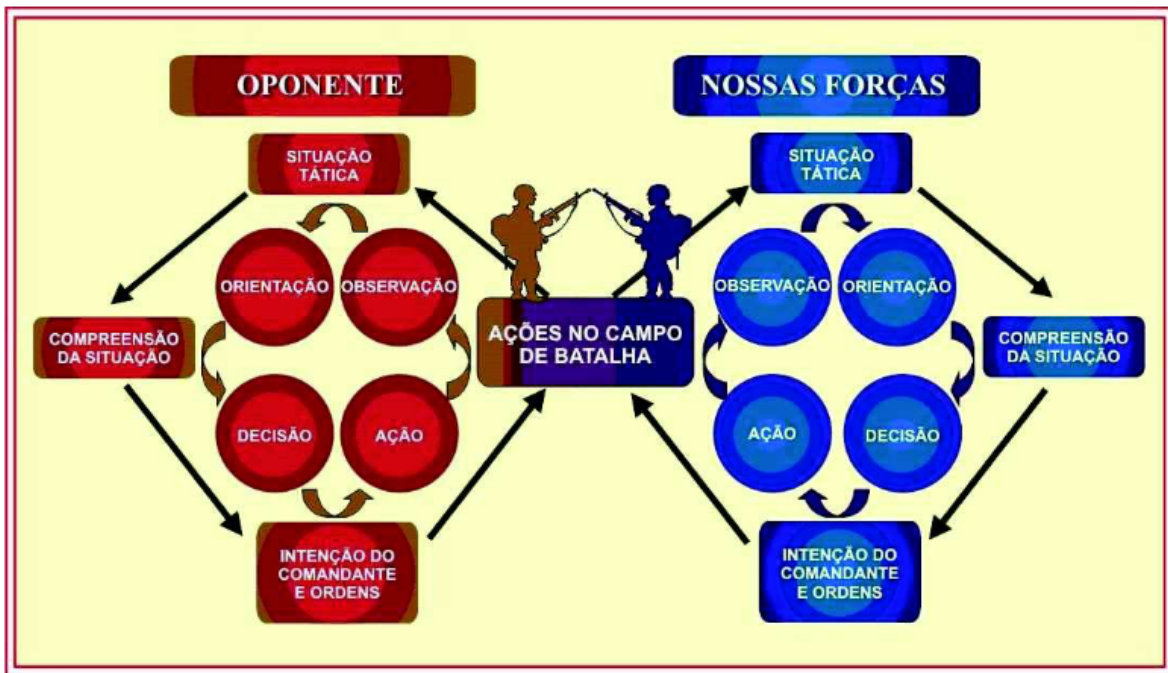 OPONENTE
NOSSAS FORÇAS
SITUAÇÃO
TÁTICA
SITUAÇÃO
TÁTICA
ORIENTAÇÃO
OBSERVAÇÃO
OBSERVAÇÃO
ORIENTAÇÃO
COMPREENSÃO
DA SITUAÇÃO
AÇÕES NO CAMPO
DE BATALHA
COMPREENSÃO
DA SITUAÇÃO
DECISÃO
AÇÃO
AÇÃO
DECISÃO
INTENÇÃO DO
COMANDANTE
E ORDENS
INTENÇÃO DO
COMANDANTE
E ORDENS